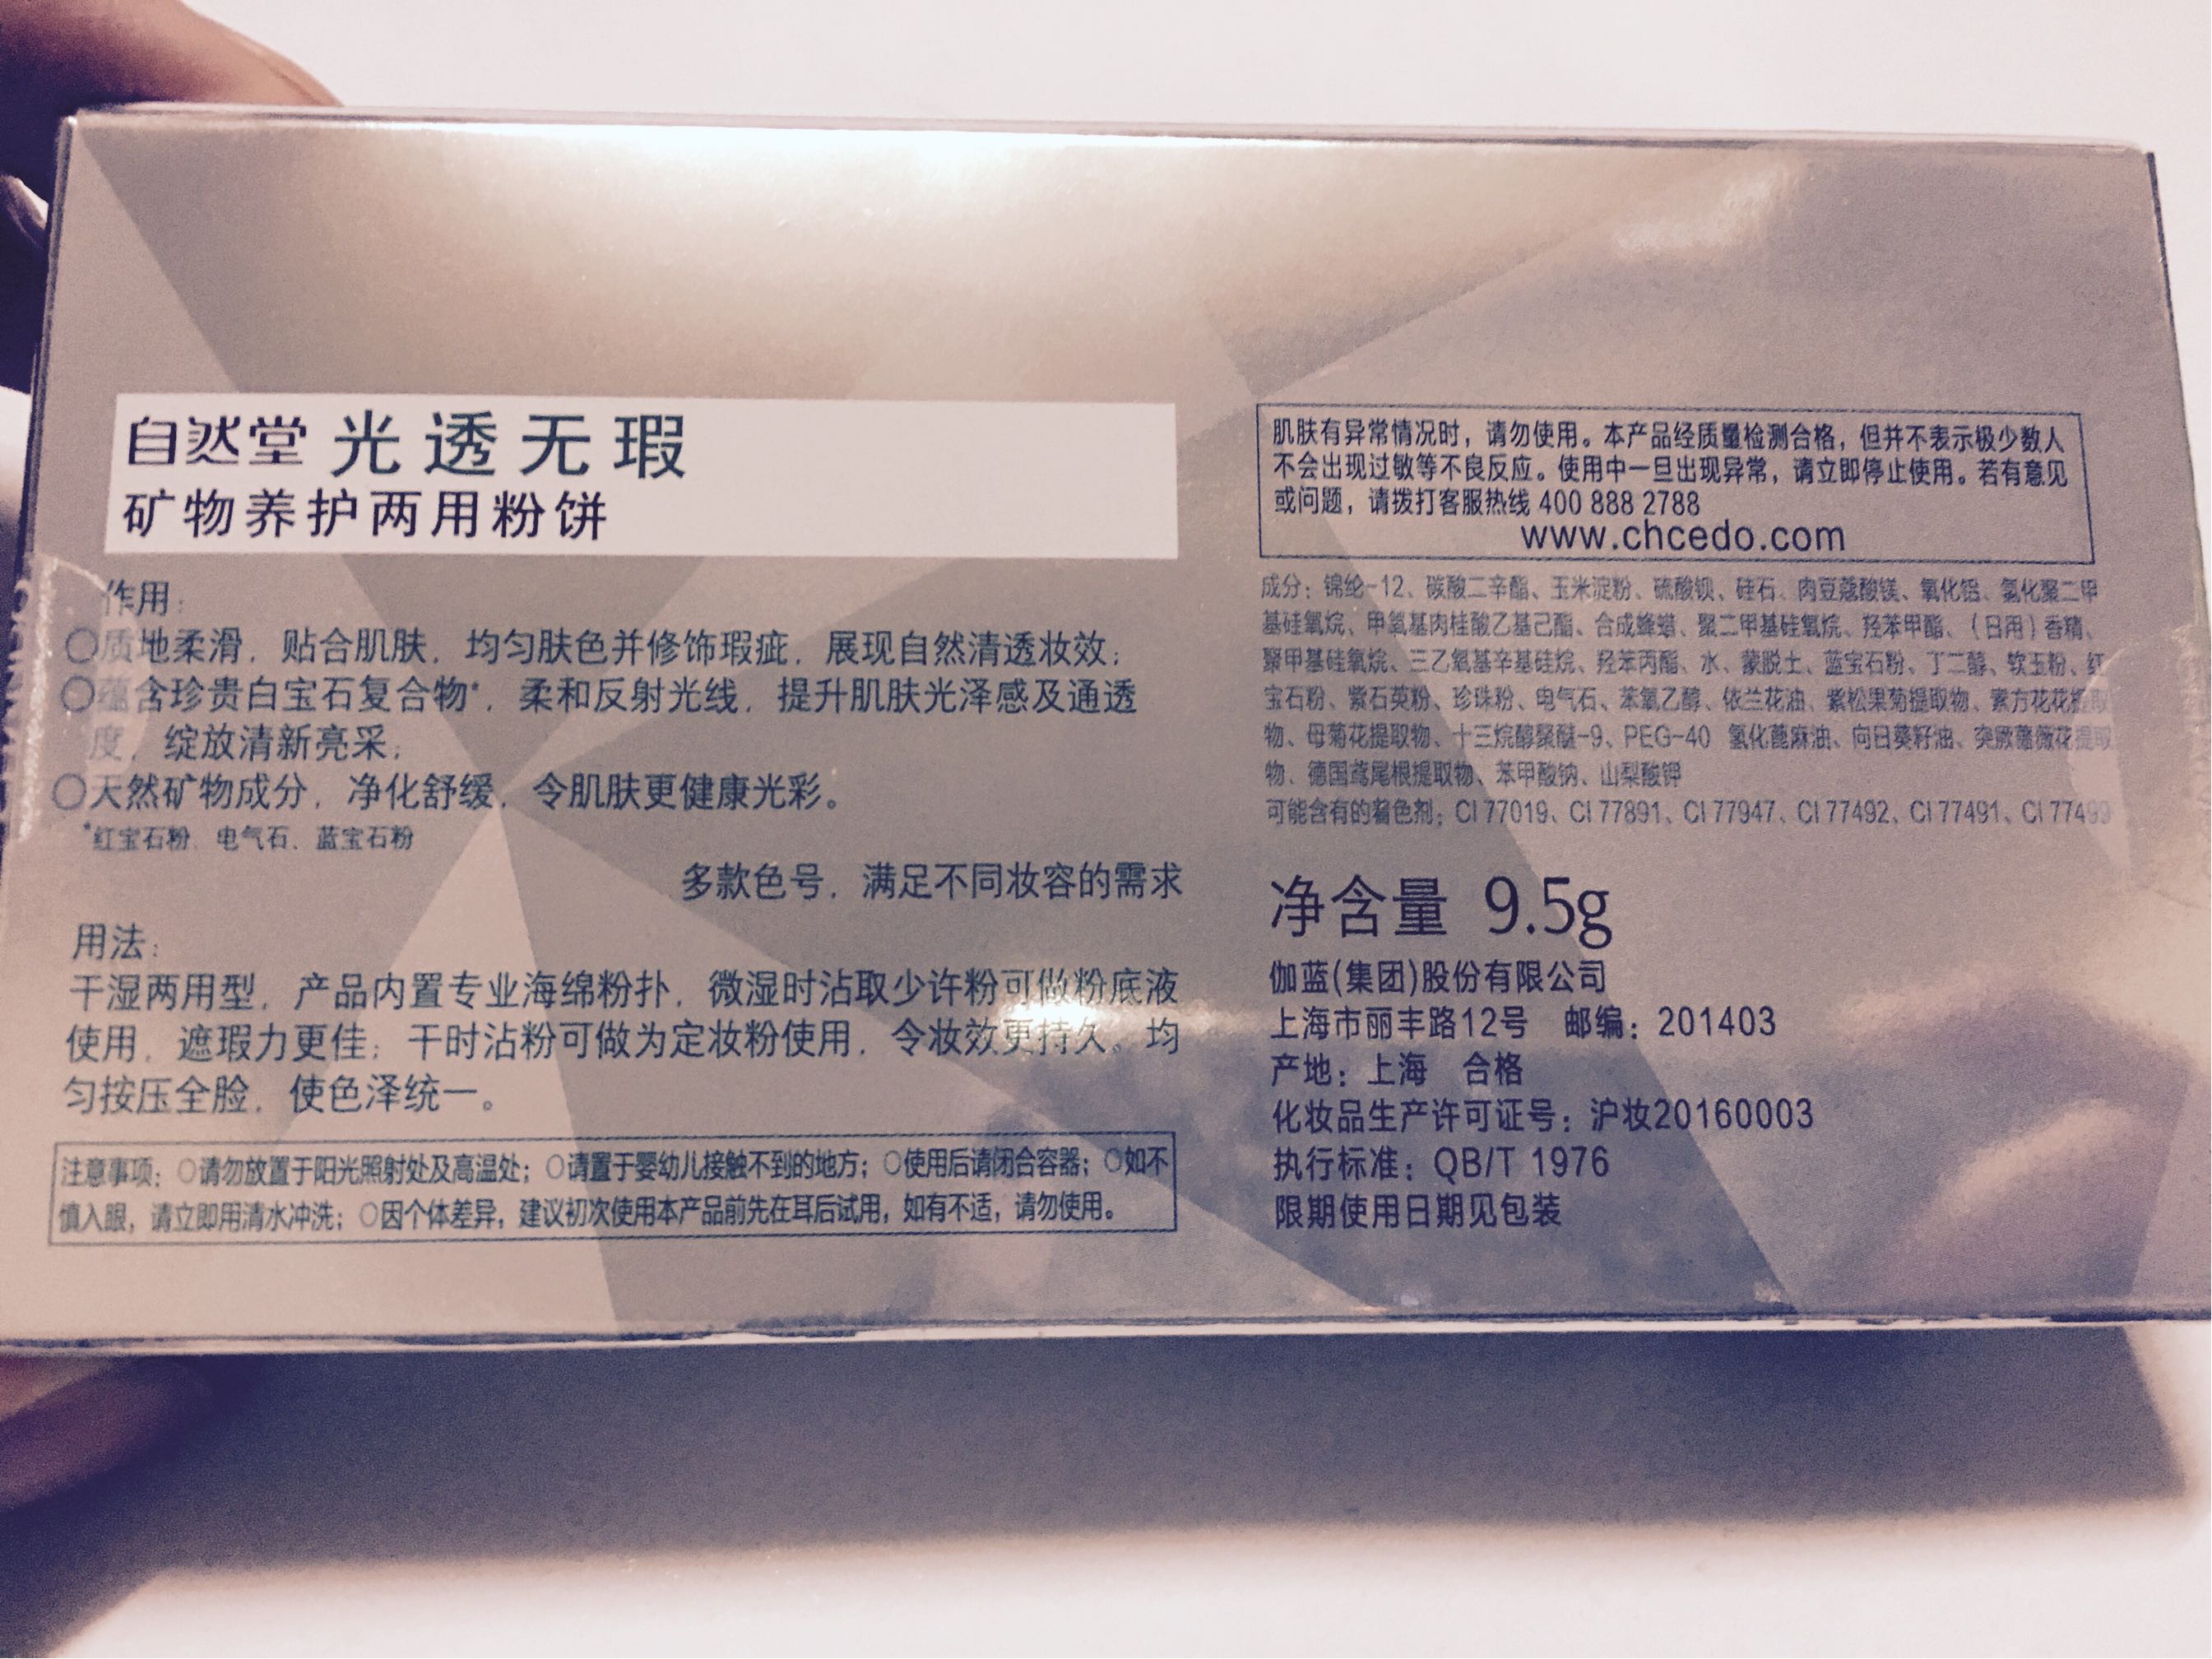 自然堂 光透无瑕
矿物养护两用粉饼
作用:
○质地柔滑，贴合肌肤，均匀肤色并修饰瑕疵，展现自然清透妆效；
○蕴含珍贵白宝石复合物*，柔和反射光线，提升肌肤光泽感及通透
度，绽放清新亮采；
○天然矿物成分，净化舒缓，令肌肤更健康光彩。
*红宝石粉、电气石、蓝宝石粉
多款色号，满足不同妆容的需求
用法:
干湿两用型，产品内置专业海绵粉扑，微湿时沾取少许粉可做粉底液
使用，遮瑕力更佳；干时沾粉可做为定妆粉使用，令妆效更持久。均
匀按压全脸，使色泽统一。
注意事项：○请勿放置于阳光照射处及高温处；○请置于婴幼儿接触不到的地方；○使用后请闭合容器；○如不
慎入眼，请立即用清水冲洗；○因个体差异，建议初次使用本产品前先在耳后试用，如有不适，请勿使用。
肌肤有异常情况时，请勿使用。本产品经质量检测合格，但并不表示极少数人
不会出现过敏等不良反应。使用中一旦出现异常，请立即停止使用。若有意见
或问题，请拨打客服热线 400 888 2788
www.chcedo.com
成分：锦纶-12、碳酸二辛酯、玉米淀粉、硫酸钡、硅石、肉豆蔻酸镁、氧化铝、氢化聚二甲
基硅氧烷、甲氧基肉桂酸乙基己酯、合成蜂蜡、聚二甲基硅氧烷、羟苯甲酯、（日用）香精、
聚甲基硅氧烷、三乙氧基辛基硅烷、羟苯丙酯、水、蒙脱土、蓝宝石粉、丁二醇、软玉粉、红
宝石粉、紫石英粉、珍珠粉、电气石、苯氧乙醇、依兰花油、紫松果菊提取物、素方花花提取
物、母菊花提取物、十三烷醇聚醚-9、PEG-40 氢化蓖麻油、向日葵籽油、突厥蔷薇花提取
物、德国鸢尾根提取物、苯甲酸钠、山梨酸钾
可能含有的着色剂：CI 77019、CI 77891、CI 77947、CI 77492、CI 77491、CI 77499
净含量 9.5g
伽蓝(集团)股份有限公司
上海市丽丰路12号 邮编：201403
产地：上海 合格
化妆品生产许可证号：沪妆20160003
执行标准：QB/T 1976
限期使用日期见包装